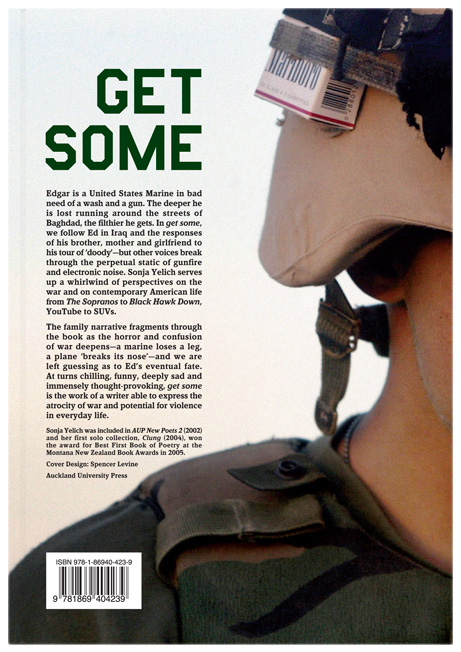 Marlboro
GET
SOME
Edgar is a United States Marine in bad
need of a wash and a gun. The deeper he
is lost running around the streets of
Baghdad, the filthier he gets. In get some,
we follow Ed in Iraq and the responses
of his brother, mother and girlfriend to
his tour of ‘doody’—but other voices break
through the perpetual static of gunfire
and electronic noise. Sonja Yelich serves
up a whirlwind of perspectives on the
war and on contemporary American life
from The Sopranos to Black Hawk Down,
YouTube to SUVs.
The family narrative fragments through
the book as the horror and confusion
of war deepens—a marine loses a leg,
a plane ‘breaks its nose’—and we are
left guessing as to Ed’s eventual fate.
At turns chilling, funny, deeply sad and
immensely thought-provoking, get some
is the work of a writer able to express the
atrocity of war and potential for violence
in everyday life.
Sonja Yelich was included in AUP New Poets 2 (2002)
and her first solo collection, Clung (2004), won
the award for Best First Book of Poetry at the
Montana New Zealand Book Awards in 2005.
Cover Design: Spencer Levine
Auckland University Press
ISBN 978-1-86940-423-9
9 781869 404239